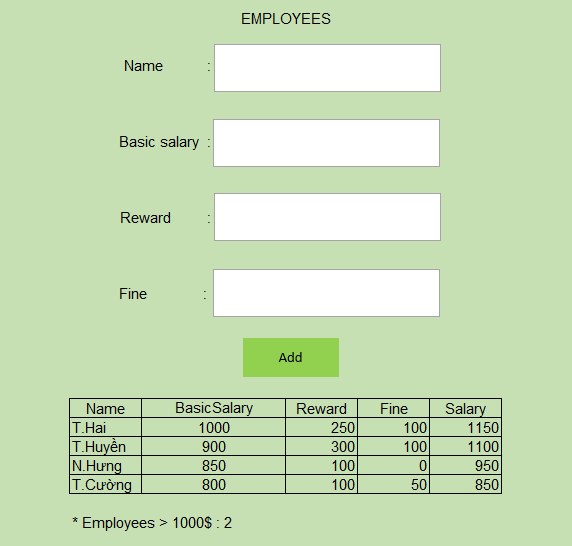 EMPLOYEES
Name :
Basic salary :
Reward :
Fine :
Add
Name BasicSalary Reward Fine Salary
T.Hai 1000 250 100 1150
T.Huyền 900 300 100 1100
N.Hưng 850 100 0 950
T.Cường 800 100 50 850
* Employees > 1000$ : 2